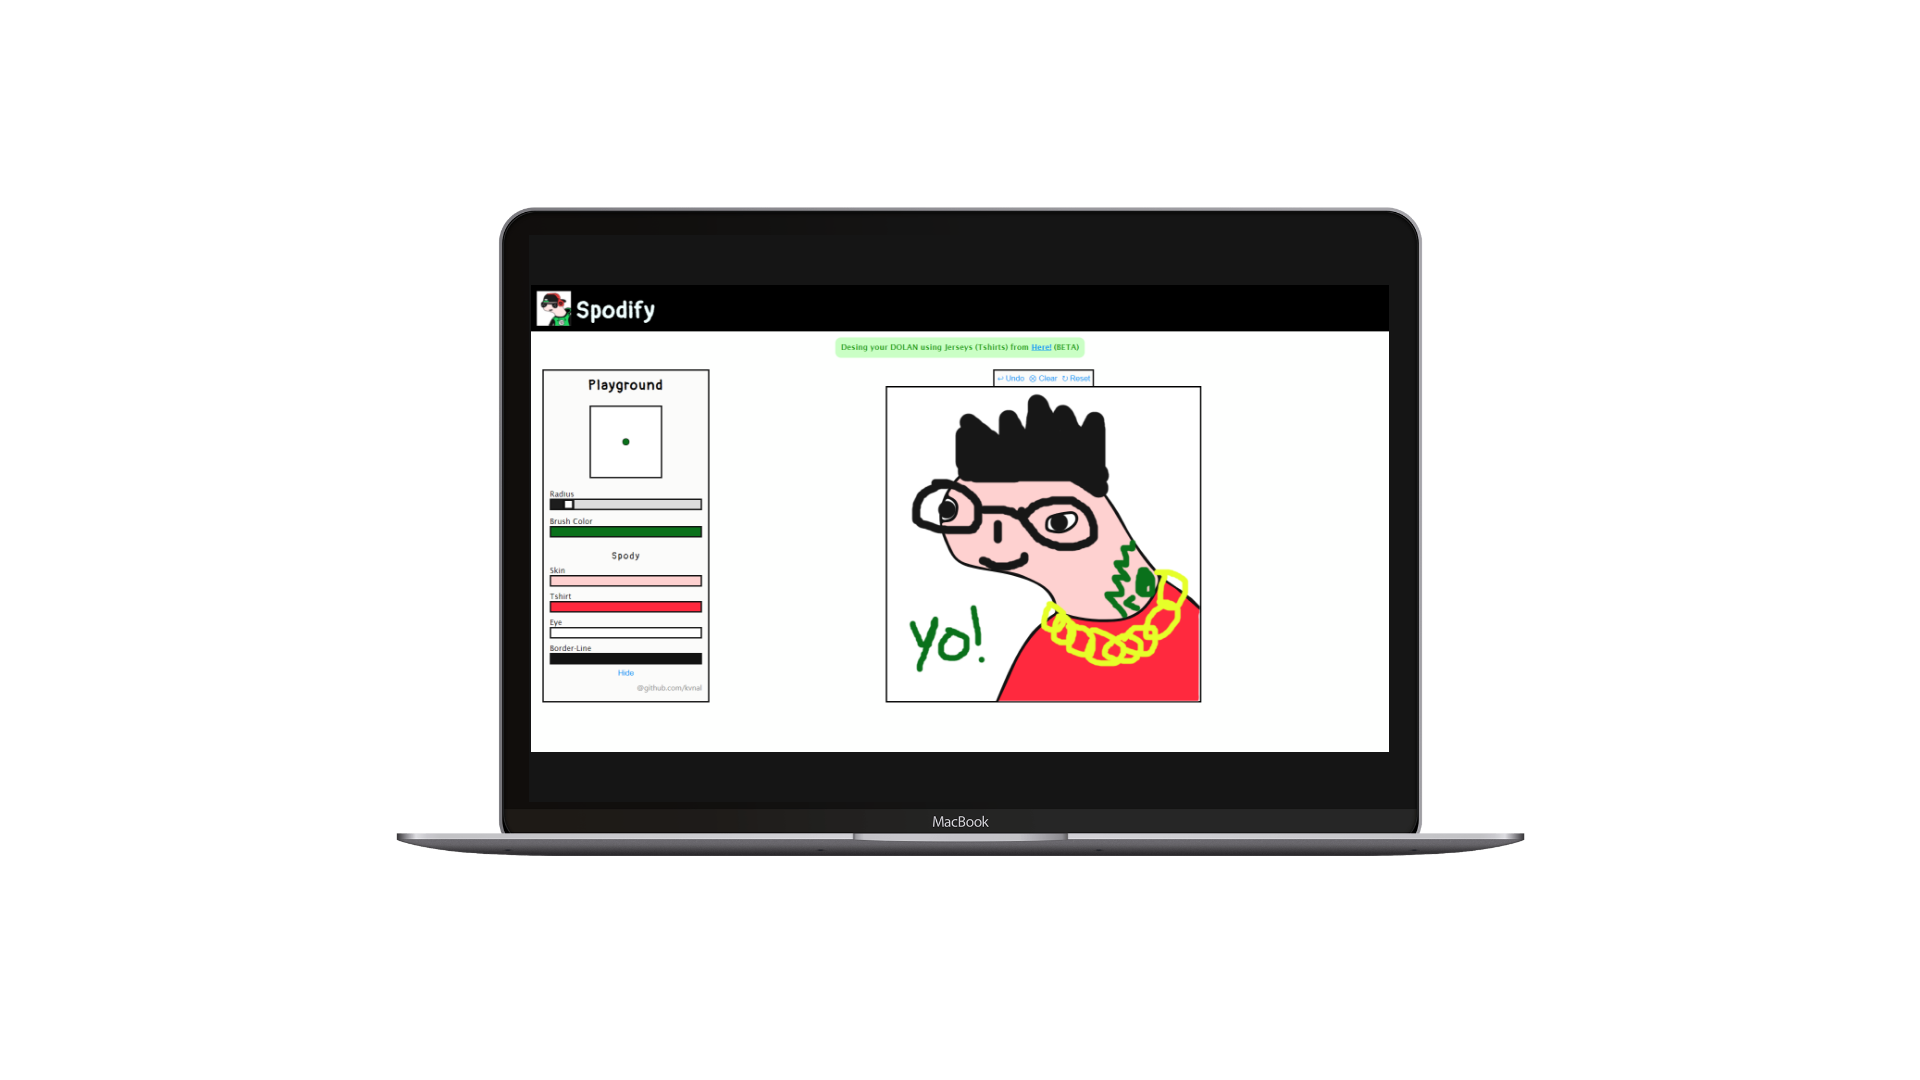 Spodify
Desing your DOLAN using Jerseys (Tshirts) from Here! (BETA)
Playground
↩ Undo ⊗ Clear ↻ Reset
Radius
Brush Color
Spody
Skin
Tshirt
Eye
Border-Line
Hide
@github.com/kvnal
Yo!
MacBook